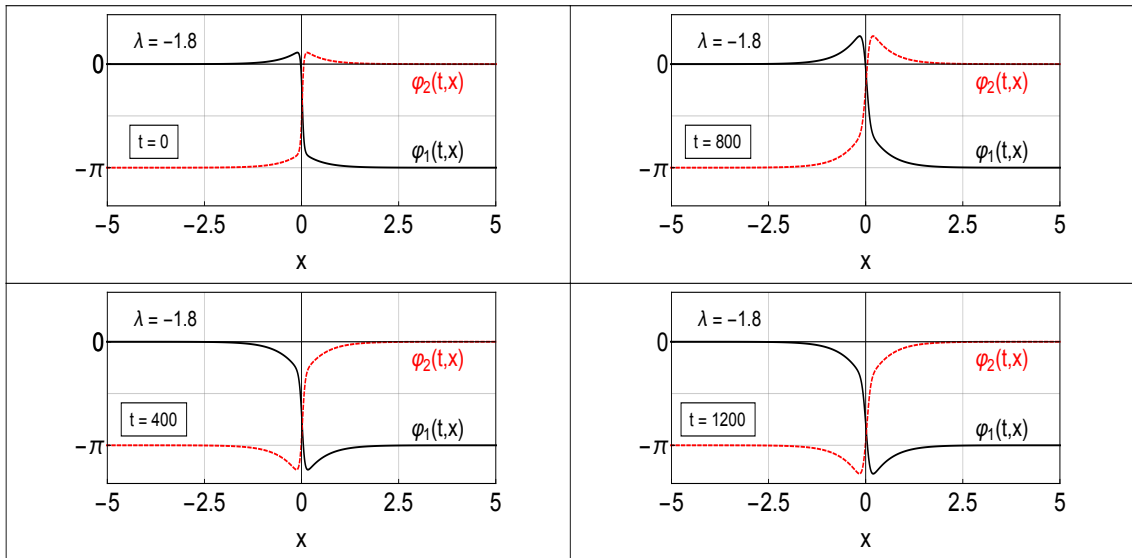 λ = −1.8
0
φ₂(t,x)
t = 0
φ₁(t,x)
−π
−5
−2.5
0
2.5
5
x
λ = −1.8
0
φ₂(t,x)
t = 800
φ₁(t,x)
−π
−5
−2.5
0
2.5
5
x
λ = −1.8
0
φ₂(t,x)
t = 400
φ₁(t,x)
−π
−5
−2.5
0
2.5
5
x
λ = −1.8
0
φ₂(t,x)
t = 1200
φ₁(t,x)
−π
−5
−2.5
0
2.5
5
x